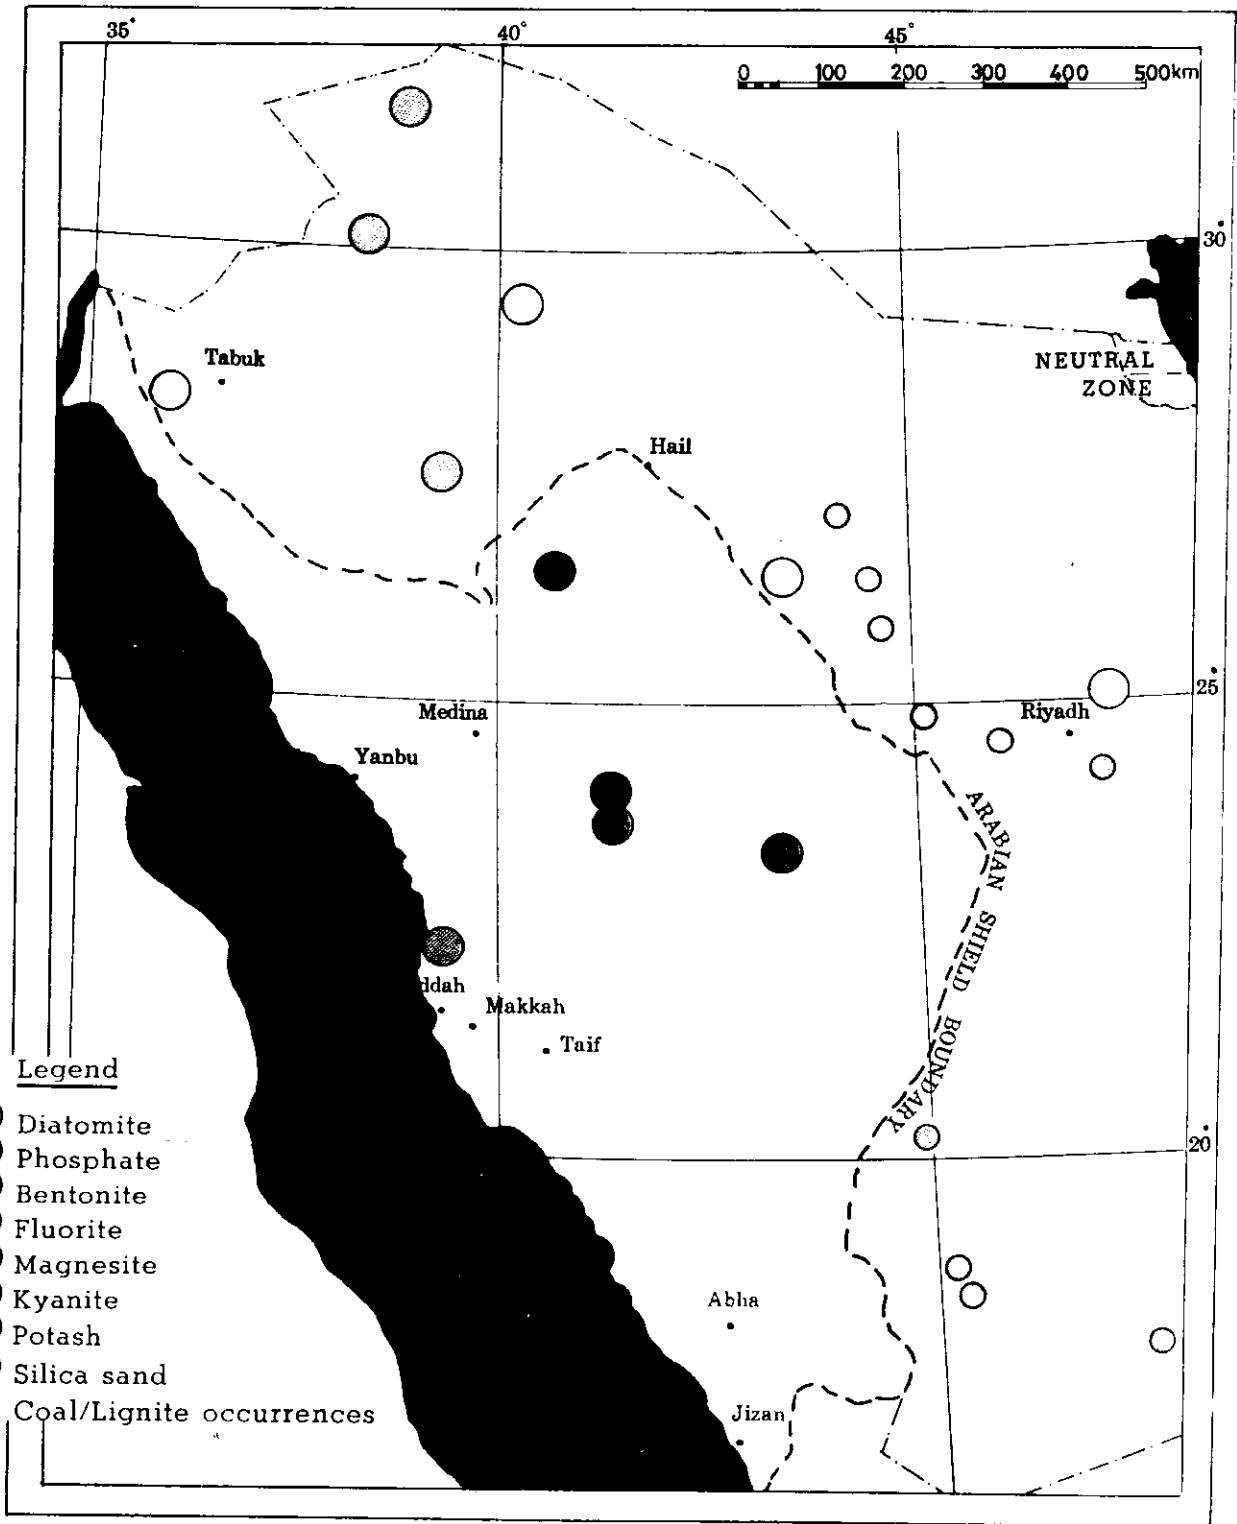 35°
40°
45°
0 100 200 300 400 500km
30°
NEUTRAL
ZONE
Tabuk
Hail
25°
Medina
Riyadh
Yanbu
ARABIAN SHIELD BOUNDARY
ddah
Makkah
Taif
20°
Abha
Jizan
Legend
Diatomite
Phosphate
Bentonite
Fluorite
Magnesite
Kyanite
Potash
Silica sand
Coal/Lignite occurrences